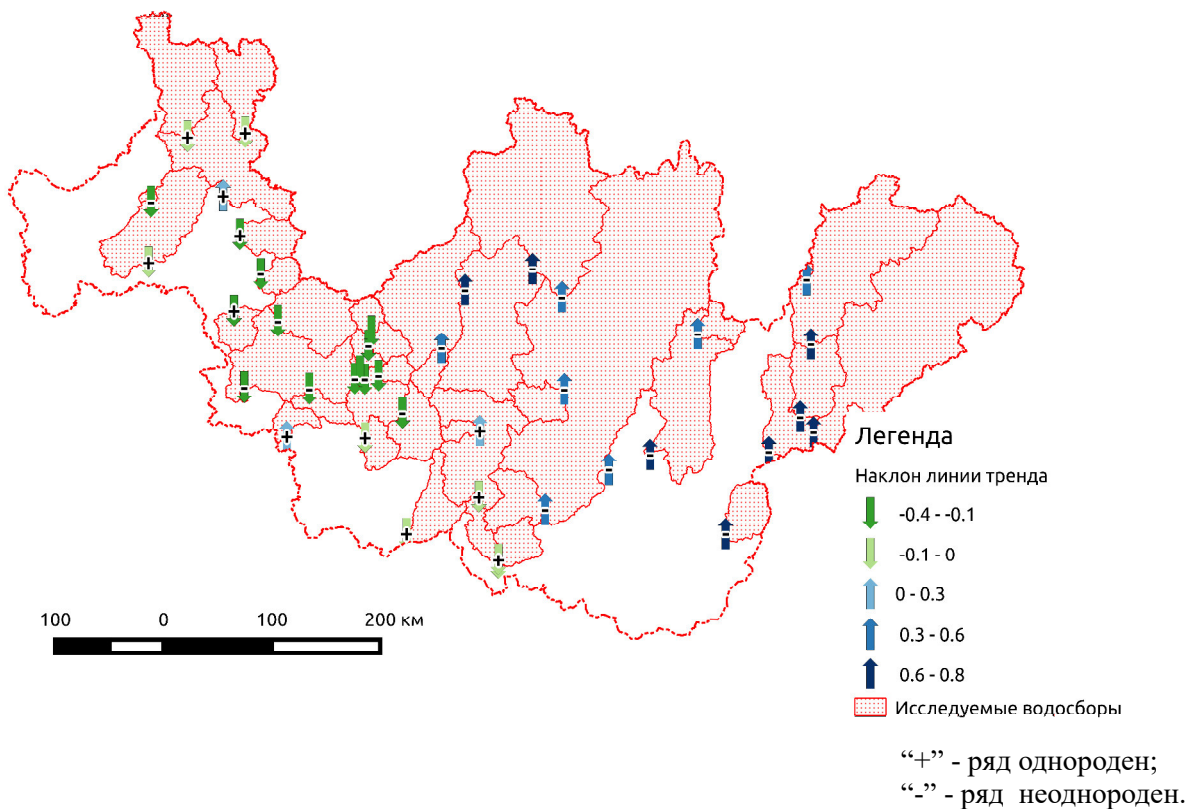 Легенда
Наклон линии тренда
-0.4 - -0.1
-0.1 - 0
0 - 0.3
0.3 - 0.6
0.6 - 0.8
Исследуемые водосборы
100 0 100 200 км
“+” - ряд однороден;
“-” - ряд неоднороден.